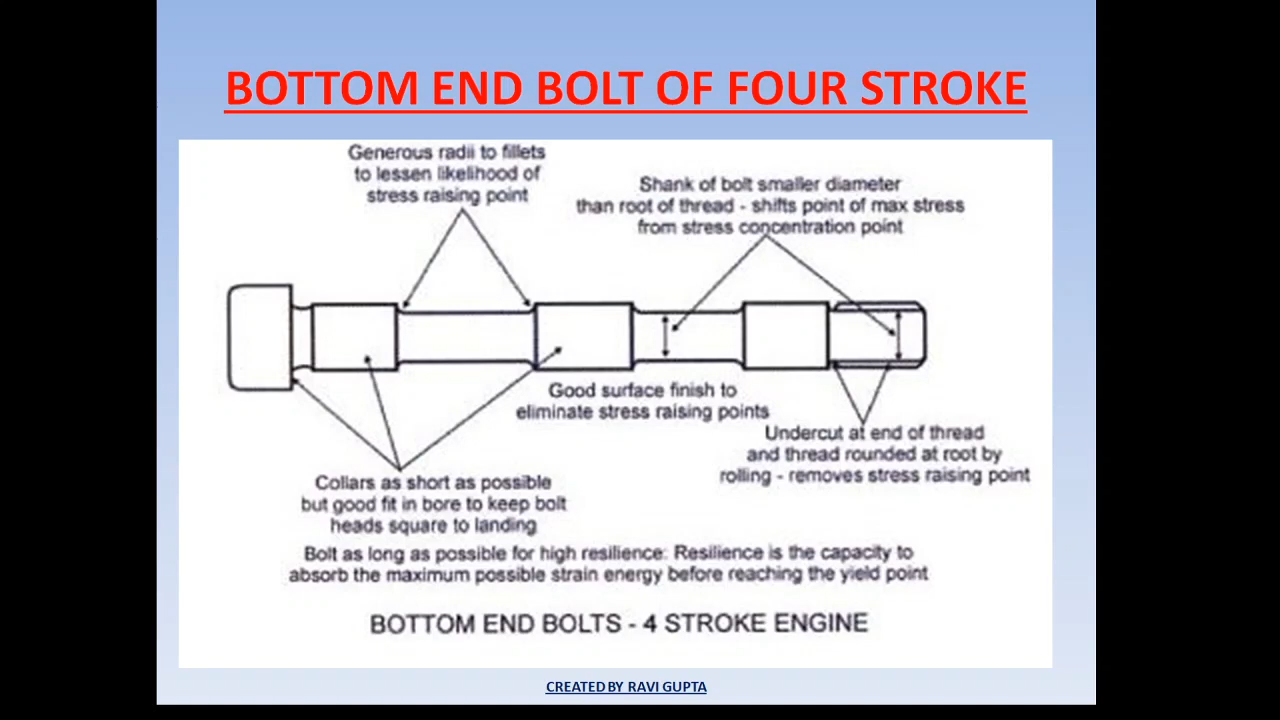 BOTTOM END BOLT OF FOUR STROKE
Generous radii to fillets
to lessen likelihood of
stress raising point
Shank of bolt smaller diameter
than root of thread - shifts point of max stress
from stress concentration point
Good surface finish to
eliminate stress raising points
Undercut at end of thread
and thread rounded at root by
rolling - removes stress raising point
Collars as short as possible
but good fit in bore to keep bolt
heads square to landing
Bolt as long as possible for high resilience: Resilience is the capacity to
absorb the maximum possible strain energy before reaching the yield point
BOTTOM END BOLTS - 4 STROKE ENGINE
CREATED BY RAVI GUPTA